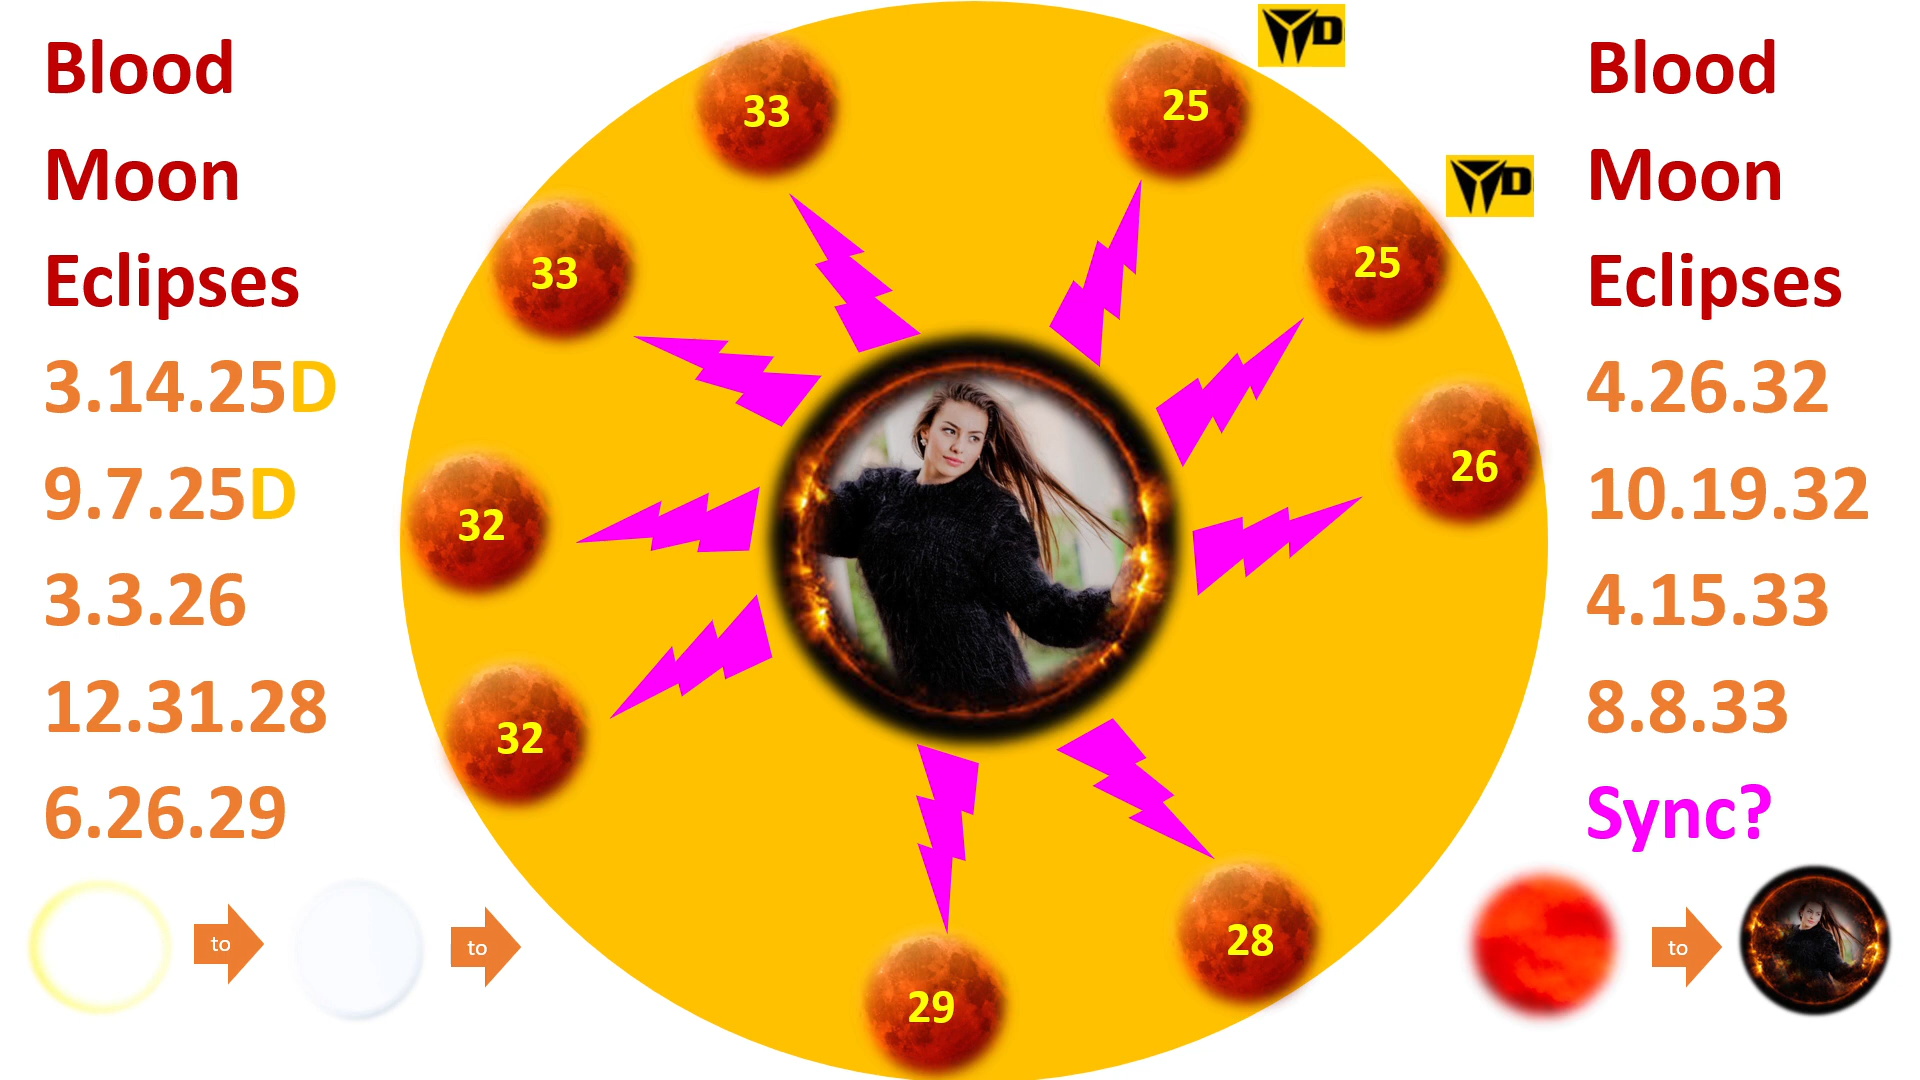 Blood
Moon
Eclipses
3.14.25D
9.7.25D
3.3.26
12.31.28
6.26.29
to
to
33
25
33
25
26
32
32
28
29
D
D
Blood
Moon
Eclipses
4.26.32
10.19.32
4.15.33
8.8.33
Sync?
to